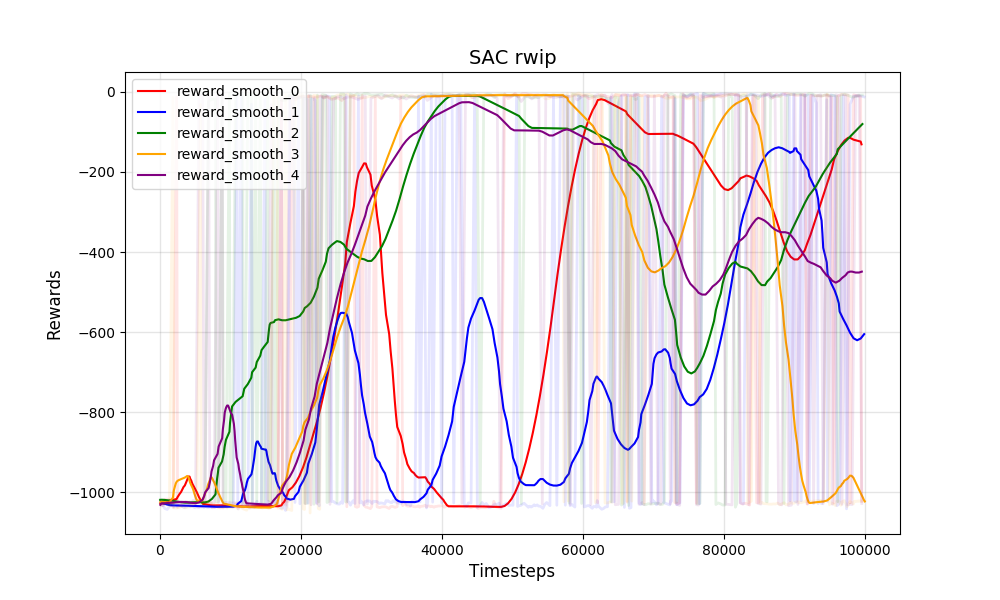 SAC rwip
reward_smooth_0
reward_smooth_1
reward_smooth_2
reward_smooth_3
reward_smooth_4
Rewards
0
−200
−400
−600
−800
−1000
0 20000 40000 60000 80000 100000
Timesteps